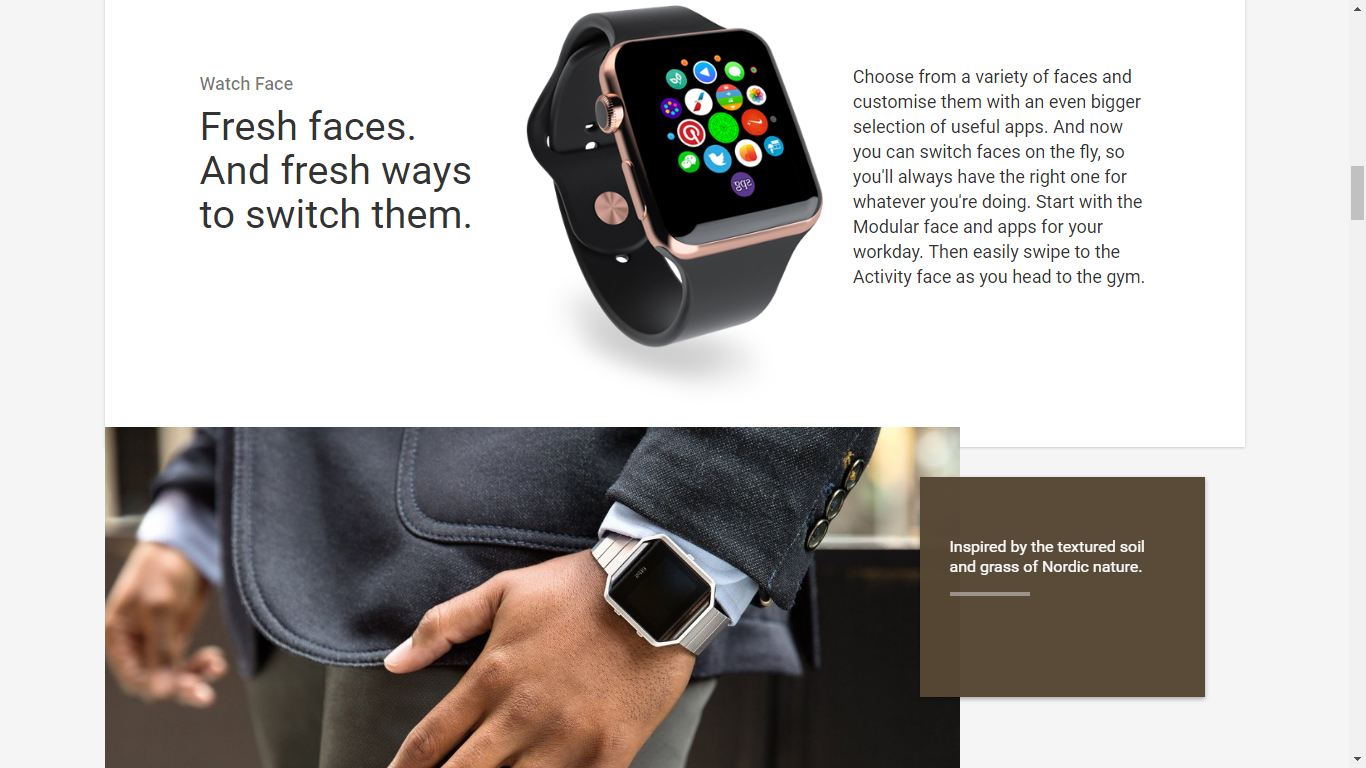 Watch Face
Fresh faces.
And fresh ways
to switch them.
Choose from a variety of faces and
customise them with an even bigger
selection of useful apps. And now
you can switch faces on the fly, so
you'll always have the right one for
whatever you're doing. Start with the
Modular face and apps for your
workday. Then easily swipe to the
Activity face as you head to the gym.
Inspired by the textured soil
and grass of Nordic nature.